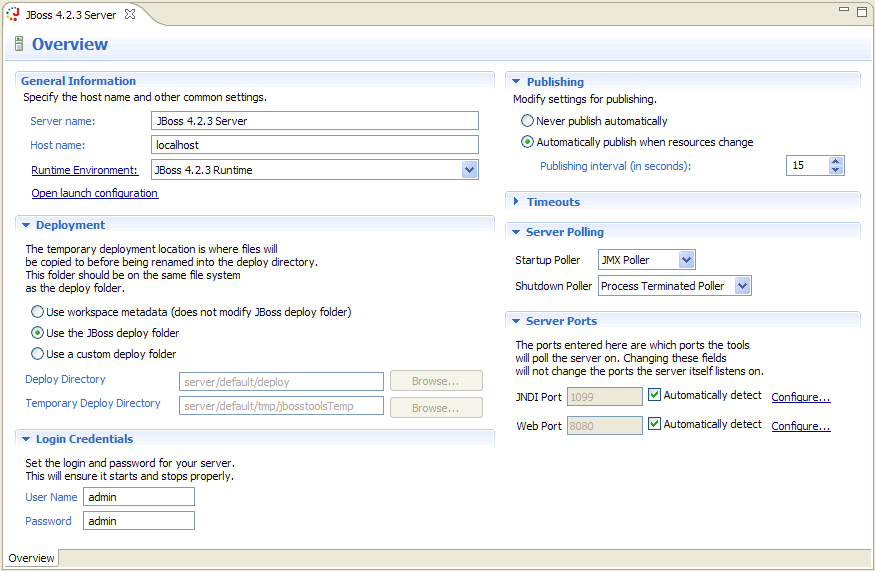 JBoss 4.2.3 Server
Overview
General Information
Specify the host name and other common settings.
Server name: JBoss 4.2.3 Server
Host name: localhost
Runtime Environment: JBoss 4.2.3 Runtime
Open launch configuration
Deployment
The temporary deployment location is where files will
be copied to before being renamed into the deploy directory.
This folder should be on the same file system
as the deploy folder.
Use workspace metadata (does not modify JBoss deploy folder)
Use the JBoss deploy folder
Use a custom deploy folder
Deploy Directory server/default/deploy Browse...
Temporary Deploy Directory server/default/tmp/jbosstoolsTemp Browse...
Login Credentials
Set the login and password for your server.
This will ensure it starts and stops properly.
User Name admin
Password admin
Publishing
Modify settings for publishing.
Never publish automatically
Automatically publish when resources change
Publishing interval (in seconds): 15
Timeouts
Server Polling
Startup Poller JMX Poller
Shutdown Poller Process Terminated Poller
Server Ports
The ports entered here are which ports the tools
will poll the server on. Changing these fields
will not change the ports the server itself listens on.
JNDI Port 1099 Automatically detect Configure...
Web Port 8080 Automatically detect Configure...
Overview